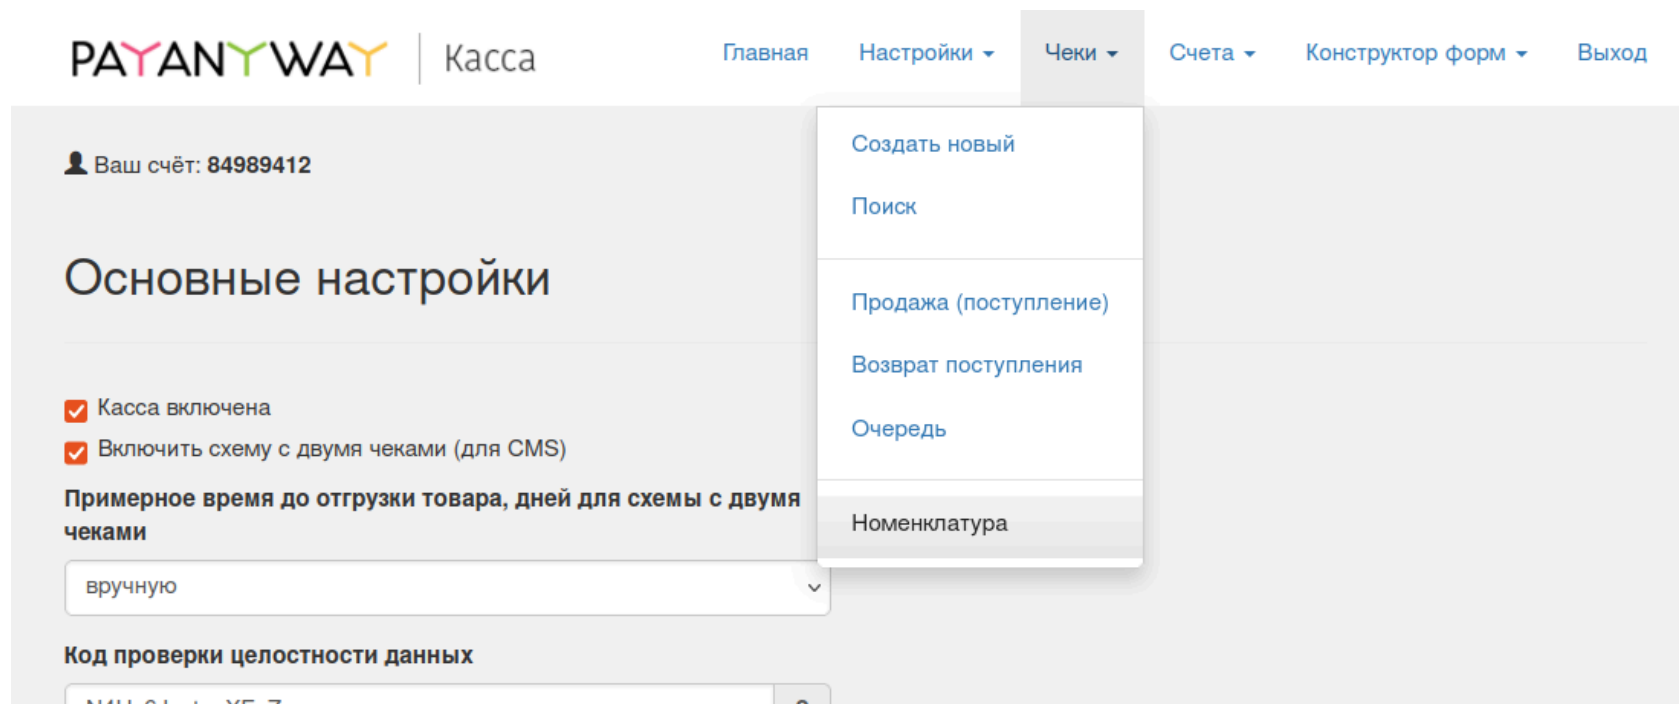 PAYANYWAY Касса Главная Настройки Чеки Счета Конструктор форм Выход
Создать новый
Ваш счёт: 84989412
Поиск
Основные настройки
Продажа (поступление)
Возврат поступления
Касса включена
Очередь
Включить схему с двумя чеками (для CMS)
Примерное время до отгрузки товара, дней для схемы с двумя
чеками
Номенклатура
вручную
Код проверки целостности данных